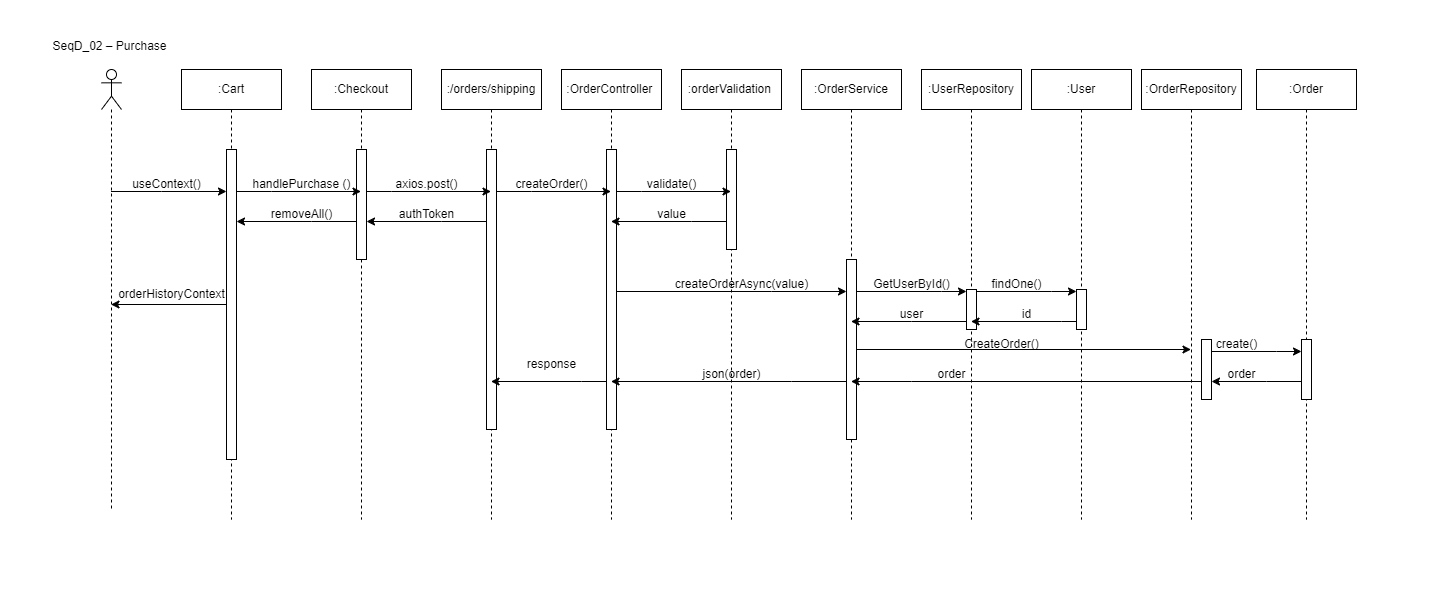 SeqD_02 – Purchase
:Cart
:Checkout
:/orders/shipping
:OrderController
:orderValidation
:OrderService
:UserRepository
:User
:OrderRepository
:Order
useContext()
handlePurchase ()
axios.post()
createOrder()
validate()
removeAll()
authToken
value
orderHistoryContext
createOrderAsync(value)
GetUserById()
findOne()
user
id
CreateOrder()
create()
response
json(order)
order
order